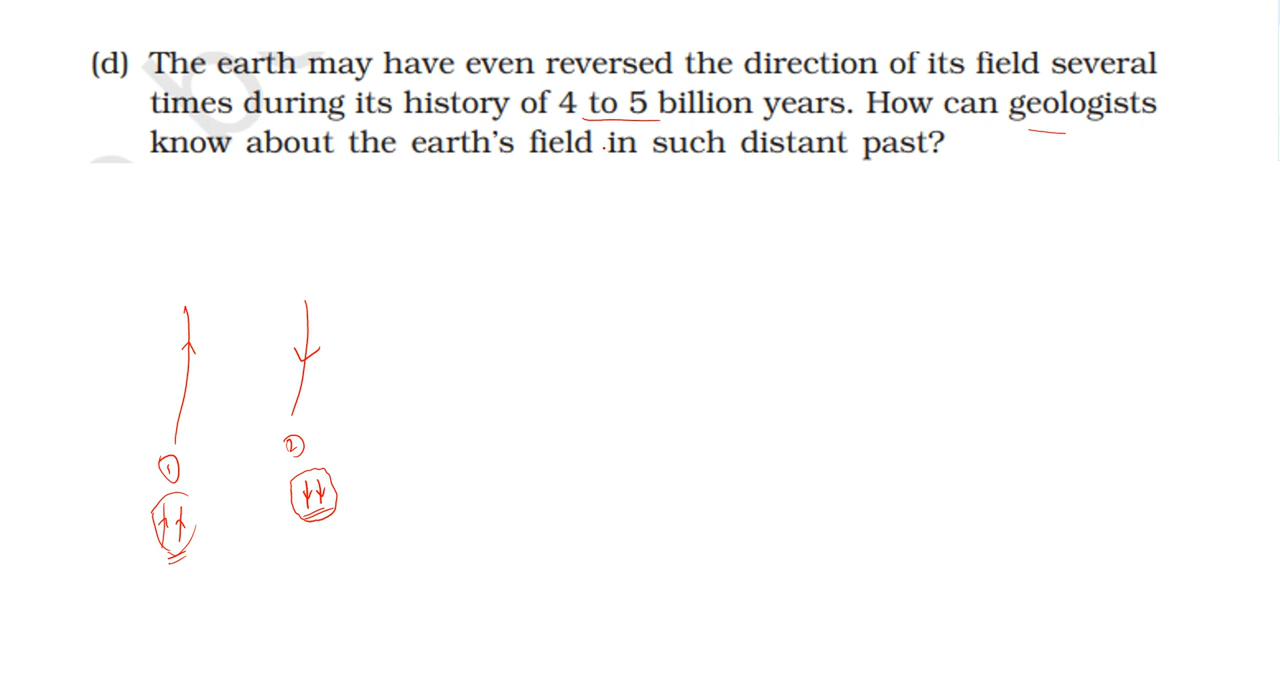 (d) The earth may have even reversed the direction of its field several
times during its history of 4 to 5 billion years. How can geologists
know about the earth's field in such distant past?
2
1